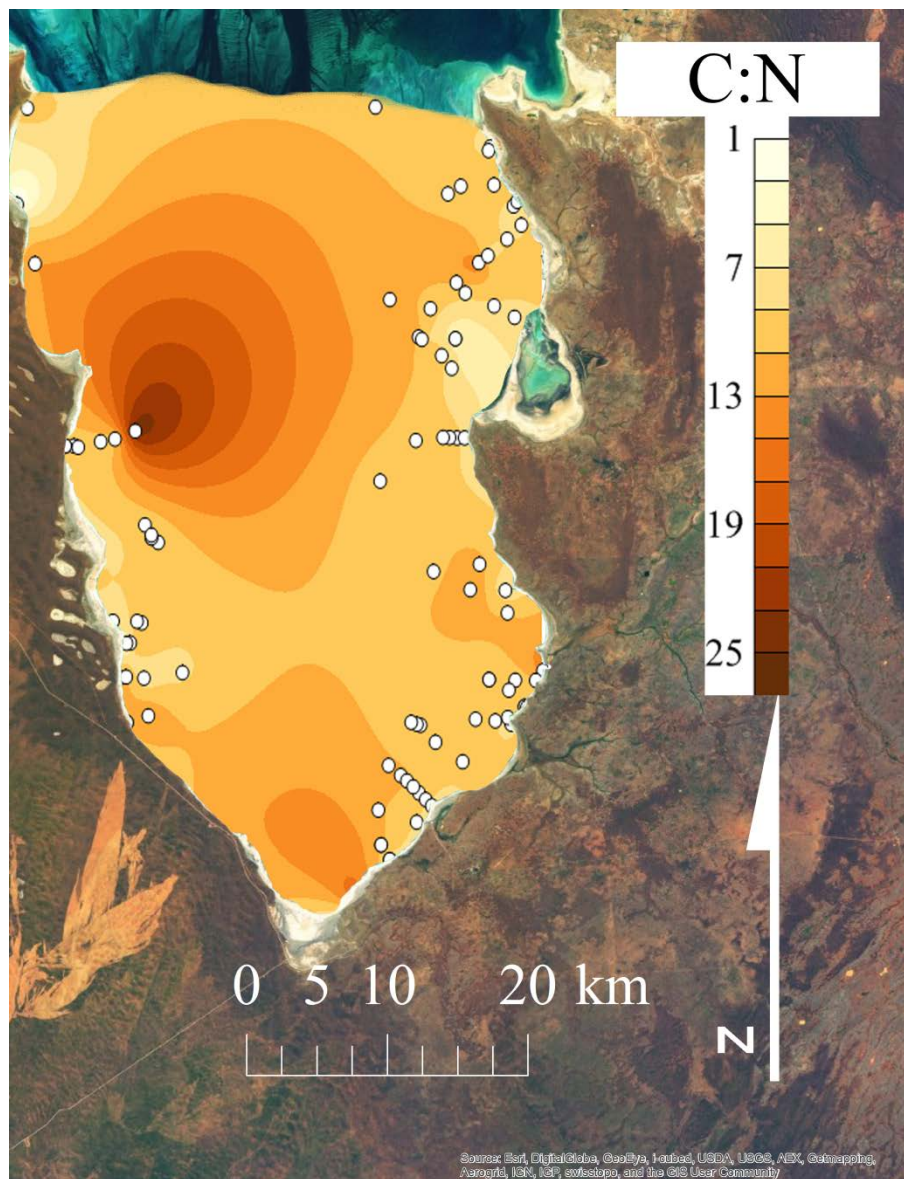 C:N
1
7
13
19
25
0 5 10 20 km
N
Source: Esri, DigitalGlobe, GeoEye, i-cubed, USDA, USGS, AEX, Getmapping,
Aerogrid, IGN, IGP, swisstopo, and the GIS User Community